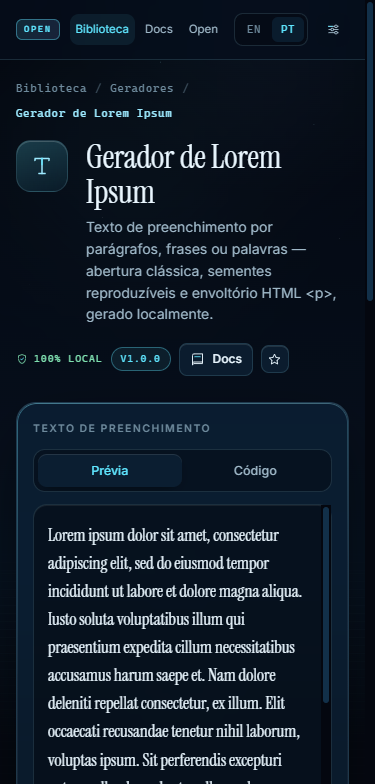 OPEN Biblioteca Docs Open EN PT
Biblioteca / Geradores /
Gerador de Lorem Ipsum
Gerador de Lorem
Ipsum
Texto de preenchimento por
parágrafos, frases ou palavras —
abertura clássica, sementes
reproduzíveis e envoltório HTML <p>,
gerado localmente.
100% LOCAL V1.0.0 Docs
TEXTO DE PREENCHIMENTO
Prévia Código
Lorem ipsum dolor sit amet, consectetur
adipiscing elit, sed do eiusmod tempor
incididunt ut labore et dolore magna aliqua.
Iusto soluta voluptatibus illum qui
praesentium expedita cillum necessitatibus
accusamus harum saepe et. Nam dolore
deleniti repellat consectetur, ex illum. Elit
occaecati recusandae tenetur nihil laborum,
voluptas ipsum. Sit perferendis excepturi